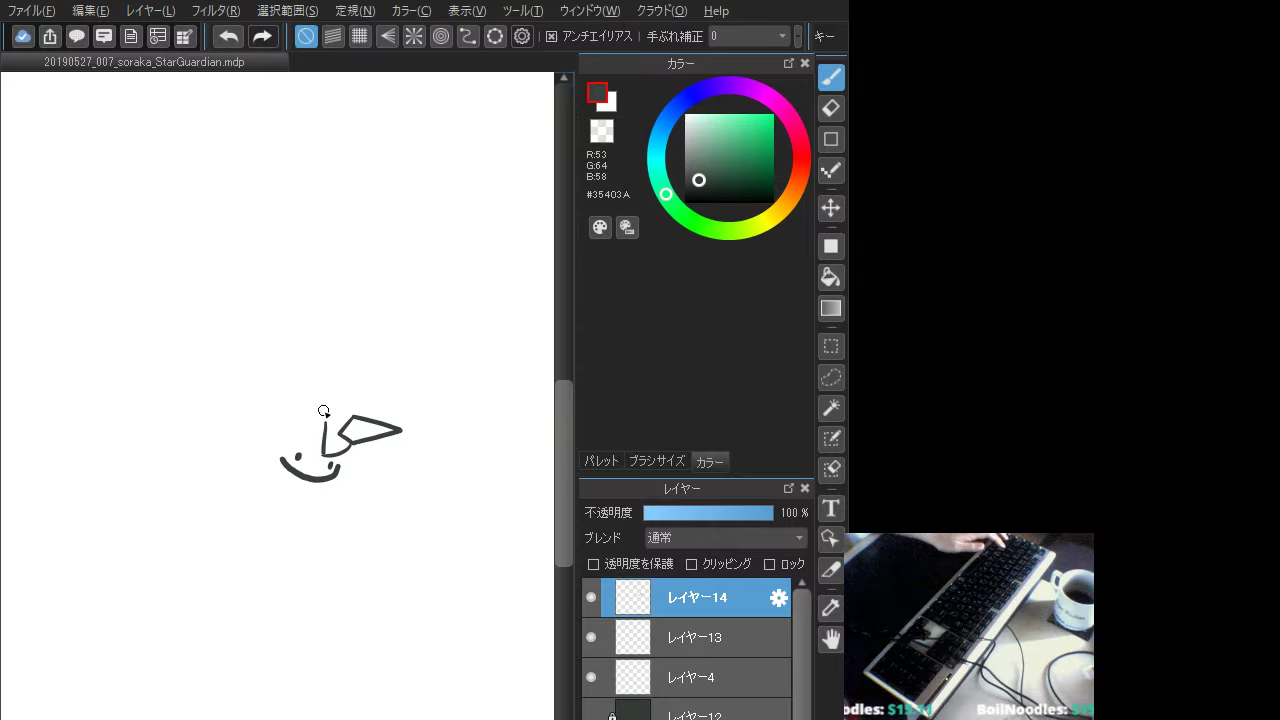 ファイル(F) 編集(E) レイヤー(L) フィルタ(R) 選択範囲(S) 定規(N) カラー(C) 表示(V) ツール(T) ウィンドウ(W) クラウド(O) Help
アンチエイリアス 手ぶれ補正 0 キー
20190527_007_soraka_StarGuardian.mdp
カラー
R:53
G:64
B:58
#35403A
パレット ブラシサイズ カラー
レイヤー
不透明度 100 %
ブレンド 通常
透明度を保護 クリッピング ロック
レイヤー14
レイヤー13
レイヤー4
レイヤー12
BoilNoodles: